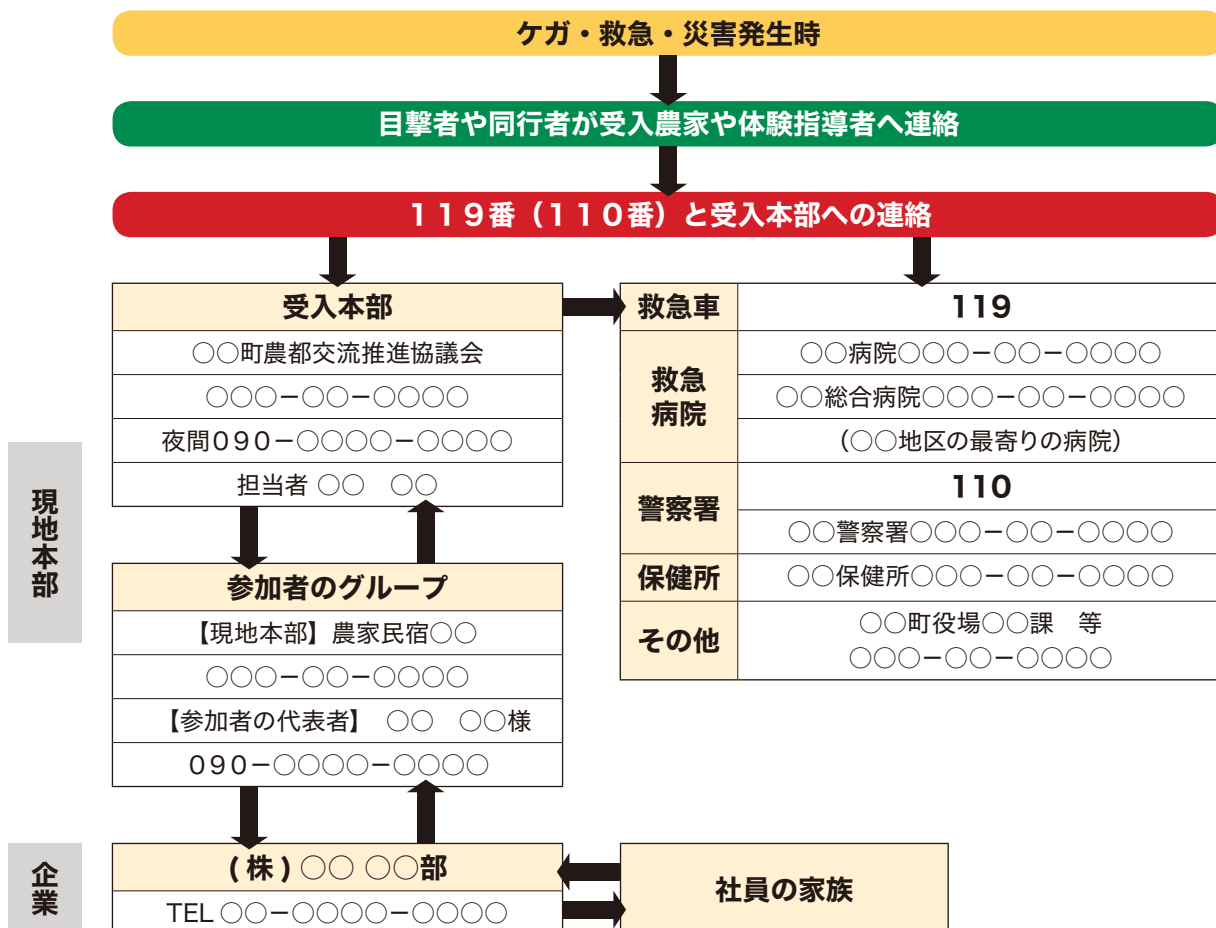 ケガ・救急・災害発生時
目撃者や同行者が受入農家や体験指導者へ連絡
１１９番（１１０番）と受入本部への連絡
受入本部
○○町農都交流推進協議会
○○○−○○−○○○○
夜間０９０−○○○○−○○○○
担当者 ○○　○○
救急車
119
救急
病院
○○病院○○○−○○−○○○○
○○総合病院○○○−○○−○○○○
（○○地区の最寄りの病院）
警察署
110
○○警察署○○○−○○−○○○○
保健所
○○保健所○○○−○○−○○○○
その他
○○町役場○○課　等
○○○−○○−○○○○
現地本部
参加者のグループ
【現地本部】農家民宿○○
○○○−○○−○○○○
【参加者の代表者】　○○　○○様
０９０−○○○○−○○○○
企業
(株)○○ ○○部
TEL ○○−○○○○−○○○○
社員の家族